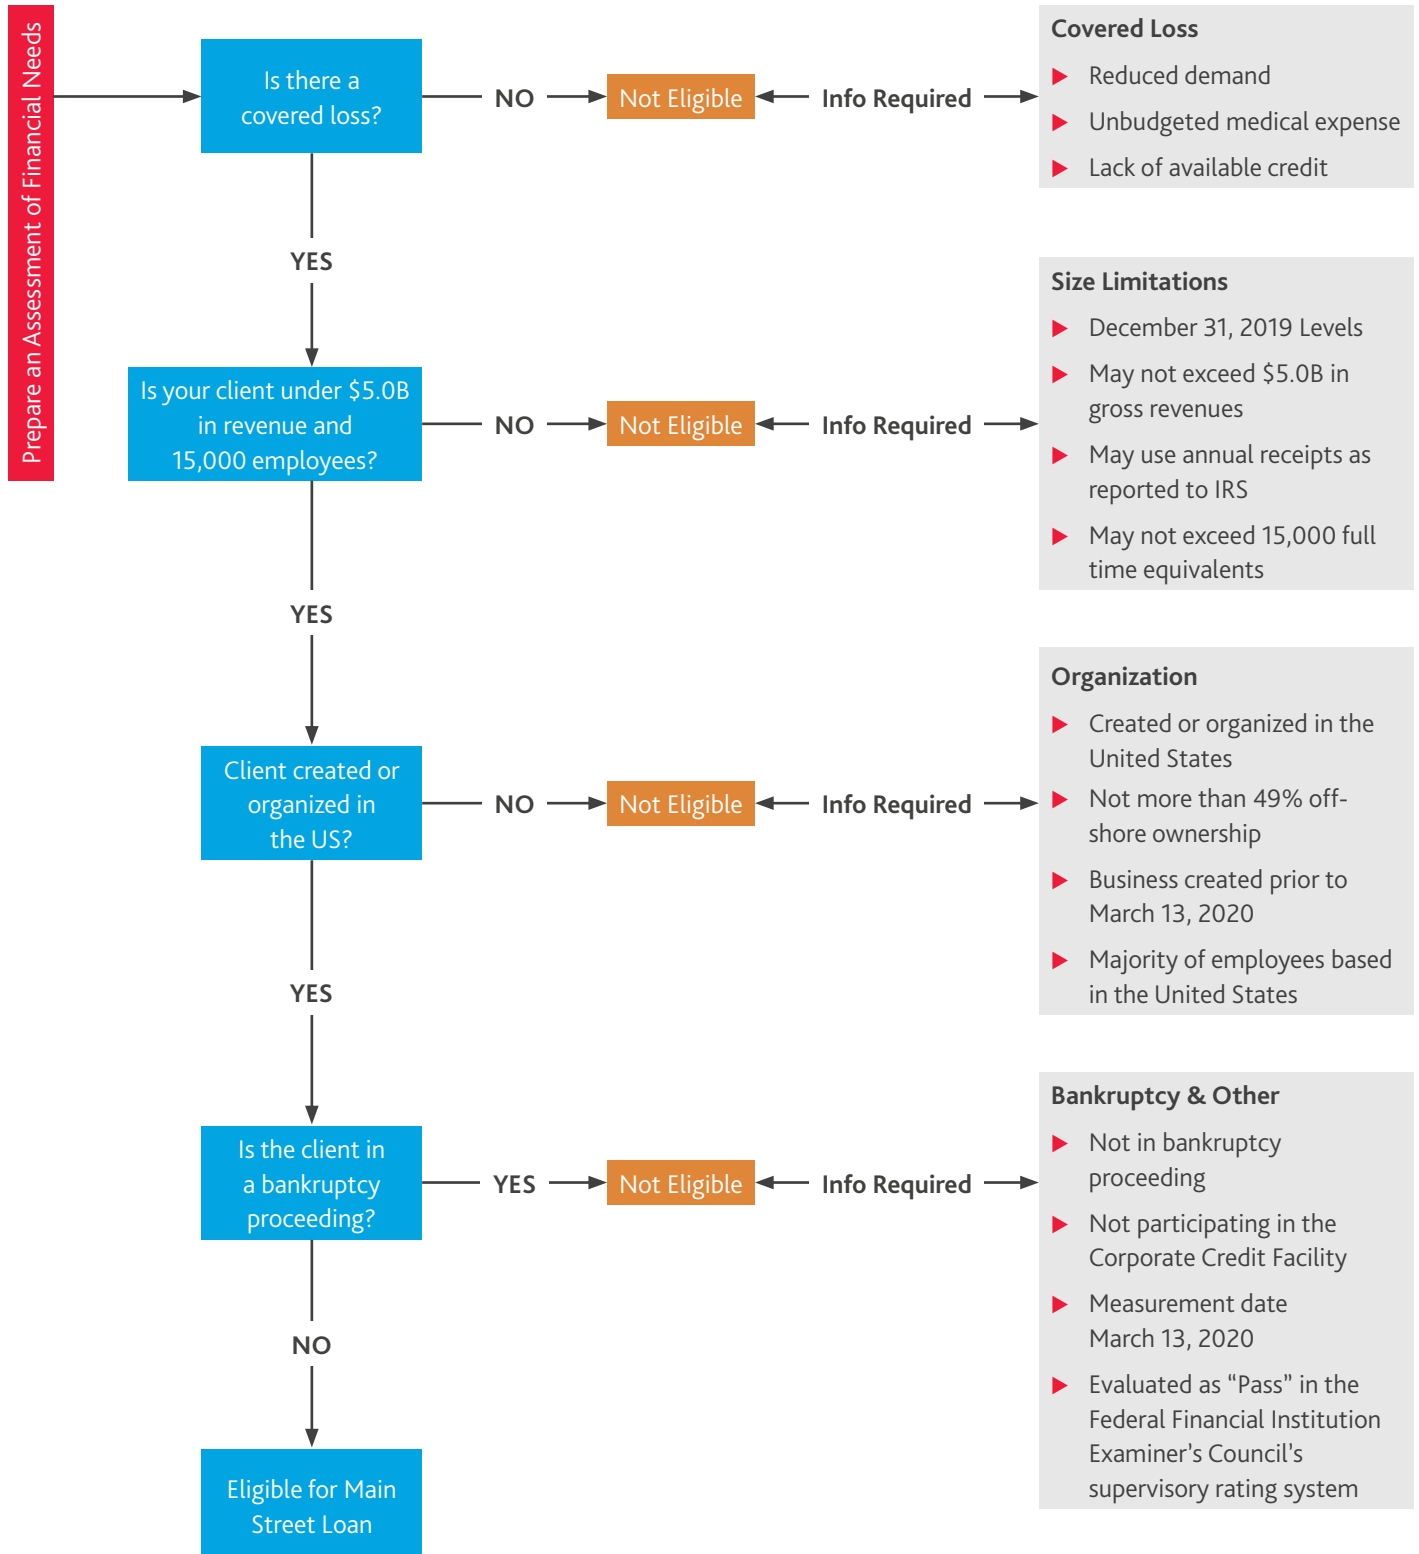 Prepare an Assessment of Financial Needs
Is there a
covered loss?
NO
Not Eligible
Info Required
Covered Loss
Reduced demand
Unbudgeted medical expense
Lack of available credit
YES
Is your client under $5.0B
in revenue and
15,000 employees?
NO
Not Eligible
Info Required
Size Limitations
December 31, 2019 Levels
May not exceed $5.0B in
gross revenues
May use annual receipts as
reported to IRS
May not exceed 15,000 full
time equivalents
YES
Client created or
organized in
the US?
NO
Not Eligible
Info Required
Organization
Created or organized in the
United States
Not more than 49% off-
shore ownership
Business created prior to
March 13, 2020
Majority of employees based
in the United States
YES
Is the client in
a bankruptcy
proceeding?
YES
Not Eligible
Info Required
Bankruptcy & Other
Not in bankruptcy
proceeding
Not participating in the
Corporate Credit Facility
Measurement date
March 13, 2020
Evaluated as “Pass” in the
Federal Financial Institution
Examiner’s Council’s
supervisory rating system
NO
Eligible for Main
Street Loan